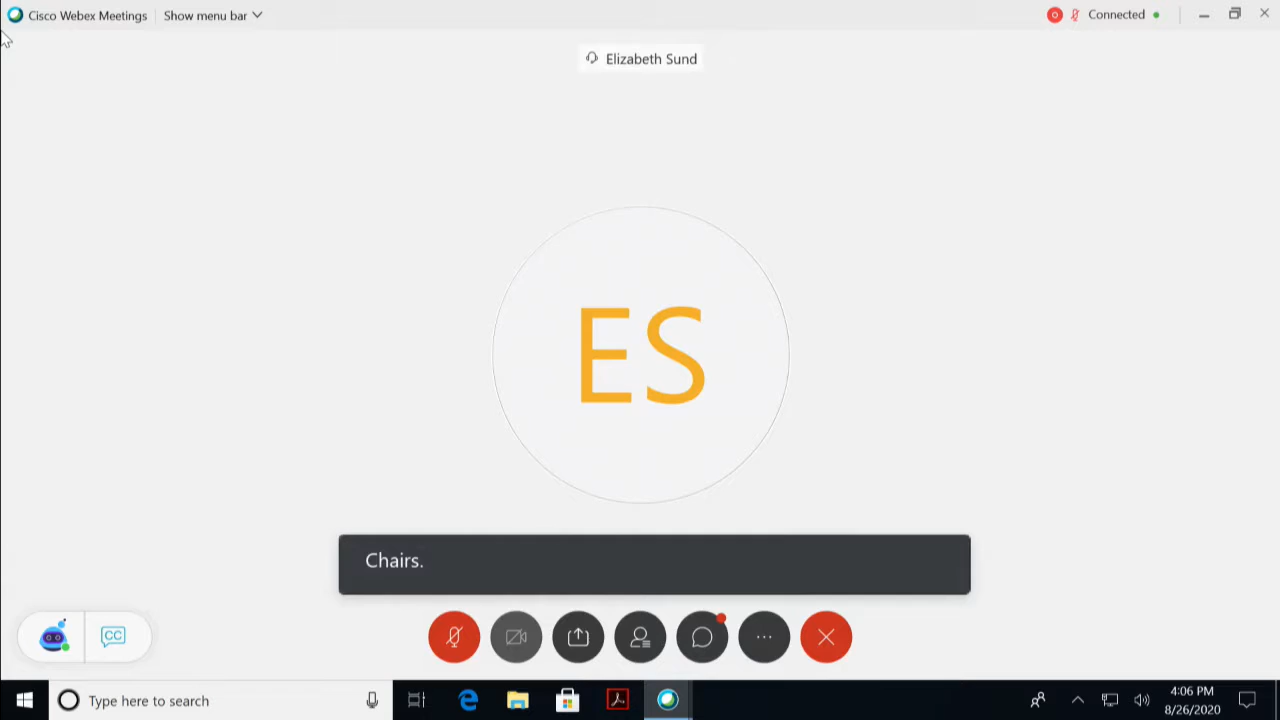 Cisco Webex Meetings
Show menu bar
Connected
Elizabeth Sund
ES
Chairs.
CC
Type here to search
4:06 PM
8/26/2020